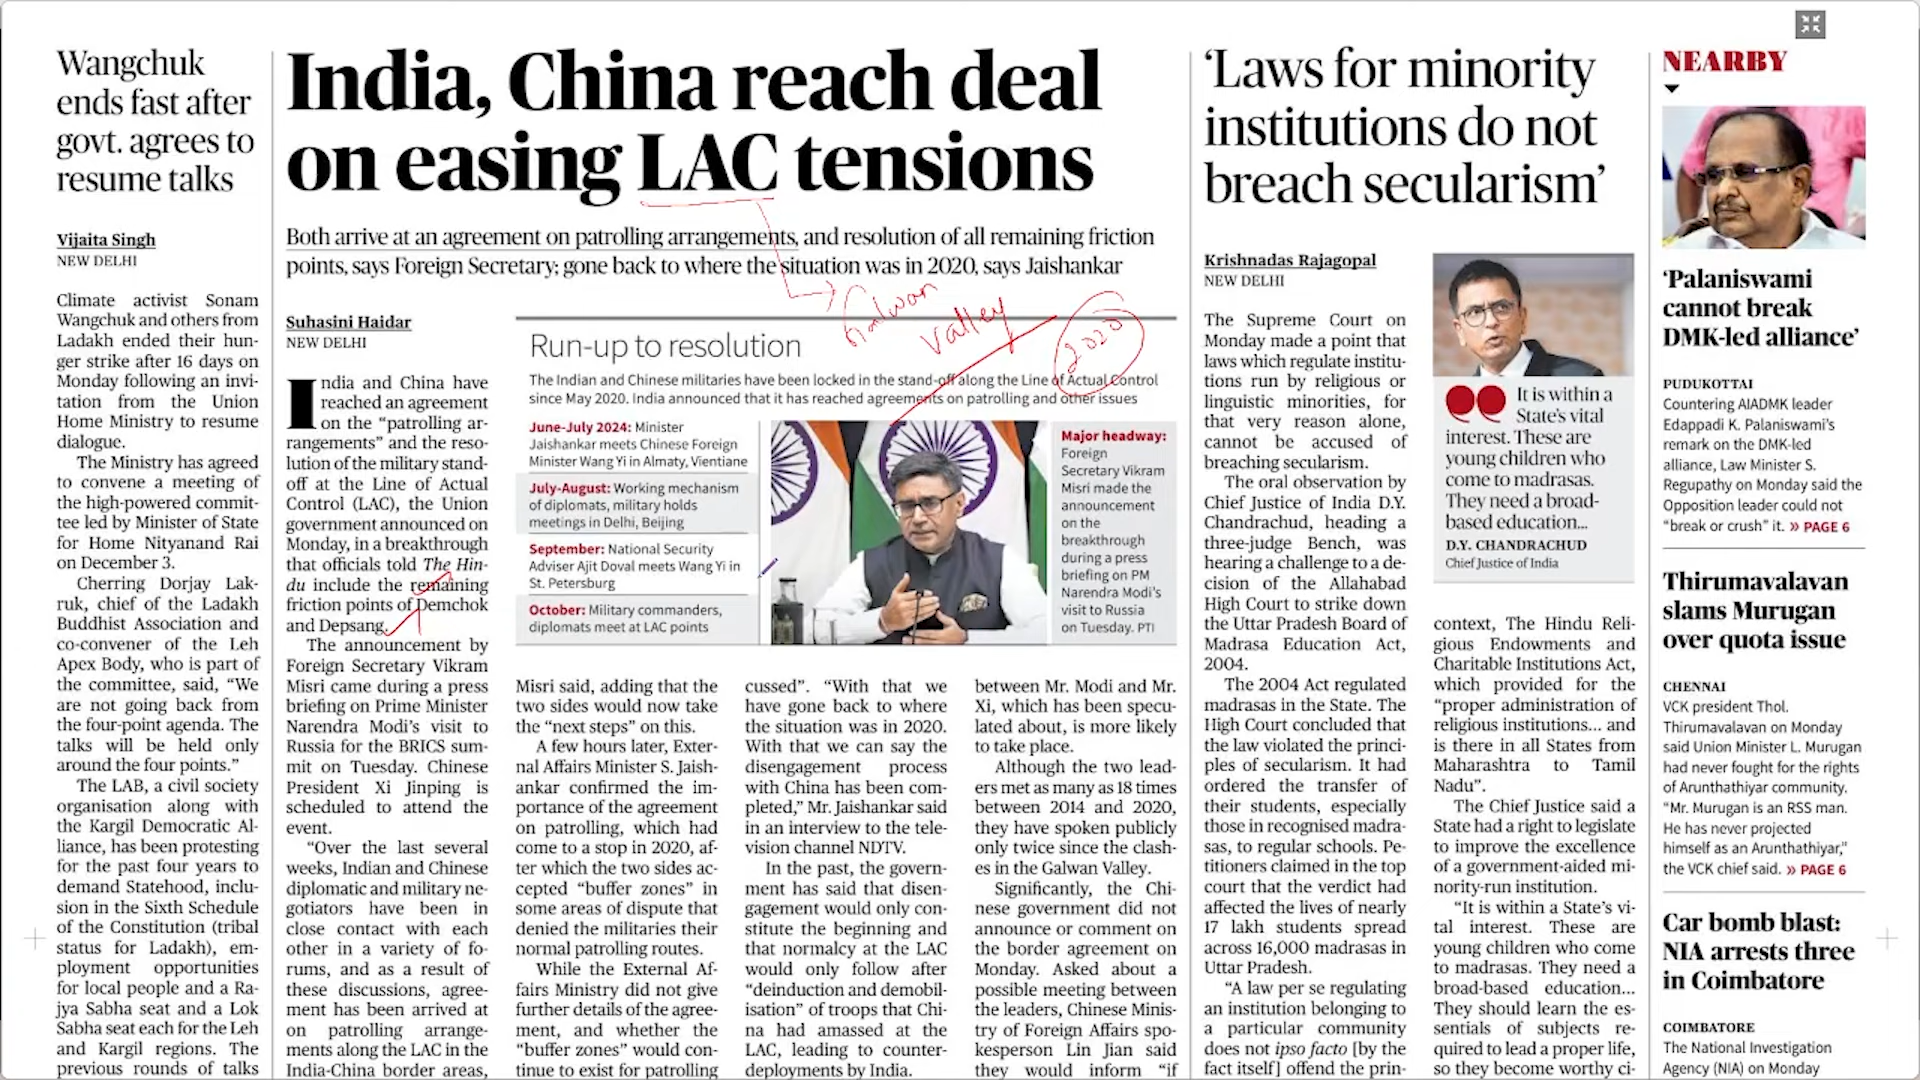 Wangchuk
ends fast after
govt. agrees to
resume talks
Vijaita Singh
NEW DELHI
Climate activist Sonam
Wangchuk and others from
Ladakh ended their hun-
ger strike after 16 days on
Monday following an invi-
tation from the Union
Home Ministry to resume
dialogue.
The Ministry has agreed
to convene a meeting of
the high-powered commit-
tee led by Minister of State
for Home Nityanand Rai
on December 3.
Cherring Dorjay Lak-
ruk, chief of the Ladakh
Buddhist Association and
co-convener of the Leh
Apex Body, who is part of
the committee, said, “We
are not going back from
the four-point agenda. The
talks will be held only
around the four points.”
The LAB, a civil society
organisation along with
the Kargil Democratic Al-
liance, has been protesting
for the past four years to
demand Statehood, inclu-
sion in the Sixth Schedule
of the Constitution (tribal
status for Ladakh), em-
ployment opportunities
for local people and a Ra-
jya Sabha seat and a Lok
Sabha seat each for the Leh
and Kargil regions. The
previous rounds of talks
India, China reach deal
on easing LAC tensions
Both arrive at an agreement on patrolling arrangements, and resolution of all remaining friction
points, says Foreign Secretary; gone back to where the situation was in 2020, says Jaishankar
Galwan
Valley
2020
Suhasini Haidar
NEW DELHI
India and China have
reached an agreement
on the “patrolling ar-
rangements” and the reso-
lution of the military stand-
off at the Line of Actual
Control (LAC), the Union
government announced on
Monday, in a breakthrough
that officials told The Hin-
du include the remaining
friction points of Demchok
and Depsang.
The announcement by
Foreign Secretary Vikram
Misri came during a press
briefing on Prime Minister
Narendra Modi’s visit to
Russia for the BRICS sum-
mit on Tuesday. Chinese
President Xi Jinping is
scheduled to attend the
event.
“Over the last several
weeks, Indian and Chinese
diplomatic and military ne-
gotiators have been in
close contact with each
other in a variety of fo-
rums, and as a result of
these discussions, agree-
ment has been arrived at
on patrolling arrange-
ments along the LAC in the
India-China border areas,
Run-up to resolution
The Indian and Chinese militaries have been locked in the stand-off along the Line of Actual Control
since May 2020. India announced that it has reached agreements on patrolling and other issues
June-July 2024: Minister
Jaishankar meets Chinese Foreign
Minister Wang Yi in Almaty, Vientiane
July-August: Working mechanism
of diplomats, military holds
meetings in Delhi, Beijing
September: National Security
Adviser Ajit Doval meets Wang Yi in
St. Petersburg
October: Military commanders,
diplomats meet at LAC points
Major headway:
Foreign
Secretary Vikram
Misri made the
announcement
on the
breakthrough
during a press
briefing on PM
Narendra Modi’s
visit to Russia
on Tuesday. PTI
Misri said, adding that the
two sides would now take
the “next steps” on this.
A few hours later, Exter-
nal Affairs Minister S. Jaish-
ankar confirmed the im-
portance of the agreement
on patrolling, which had
come to a stop in 2020, af-
ter which the two sides ac-
cepted “buffer zones” in
some areas of dispute that
denied the militaries their
normal patrolling routes.
While the External Af-
fairs Ministry did not give
further details of the agree-
ment, and whether the
“buffer zones” would con-
tinue to exist for patrolling
cussed”. “With that we
have gone back to where
the situation was in 2020.
With that we can say the
disengagement process
with China has been com-
pleted,” Mr. Jaishankar said
in an interview to the tele-
vision channel NDTV.
In the past, the govern-
ment has said that disen-
gagement would only con-
stitute the beginning and
that normalcy at the LAC
would only follow after
“deinduction and demobil-
isation” of troops that Chi-
na had amassed at the
LAC, leading to counter-
deployments by India.
between Mr. Modi and Mr.
Xi, which has been specu-
lated about, is more likely
to take place.
Although the two lead-
ers met as many as 18 times
between 2014 and 2020,
they have spoken publicly
only twice since the clash-
es in the Galwan Valley.
Significantly, the Chi-
nese government did not
announce or comment on
the border agreement on
Monday. Asked about a
possible meeting between
the leaders, Chinese Minis-
try of Foreign Affairs spo-
kesperson Lin Jian said
they would inform “if
‘Laws for minority
institutions do not
breach secularism’
Krishnadas Rajagopal
NEW DELHI
The Supreme Court on
Monday made a point that
laws which regulate institu-
tions run by religious or
linguistic minorities, for
that very reason alone,
cannot be accused of
breaching secularism.
The oral observation by
Chief Justice of India D.Y.
Chandrachud, heading a
three-judge Bench, was
hearing a challenge to a de-
cision of the Allahabad
High Court to strike down
the Uttar Pradesh Board of
Madrasa Education Act,
2004.
The 2004 Act regulated
madrasas in the State. The
High Court concluded that
the law violated the princi-
ples of secularism. It had
ordered the transfer of
their students, especially
those in recognised madra-
sas, to regular schools. Pe-
titioners claimed in the top
court that the verdict had
affected the lives of nearly
17 lakh students spread
across 16,000 madrasas in
Uttar Pradesh.
“A law per se regulating
an institution belonging to
a particular community
does not ipso facto [by the
fact itself] offend the prin-
It is within a
State’s vital
interest. These are
young children who
come to madrasas.
They need a broad-
based education...
D.Y. CHANDRACHUD
Chief Justice of India
context, The Hindu Reli-
gious Endowments and
Charitable Institutions Act,
which provided for the
“proper administration of
religious institutions... and
is there in all States from
Maharashtra to Tamil
Nadu”.
The Chief Justice said a
State had a right to legislate
to improve the excellence
of a government-aided mi-
nority-run institution.
“It is within a State’s vi-
tal interest. These are
young children who come
to madrasas. They need a
broad-based education...
They should learn the es-
sentials of subjects re-
quired to lead a proper life,
so they become worthy ci-
NEARBY
‘Palaniswami
cannot break
DMK-led alliance’
PUDUKOTTAI
Countering AIADMK leader
Edappadi K. Palaniswami’s
remark on the DMK-led
alliance, Law Minister S.
Regupathy on Monday said the
Opposition leader could not
“break or crush” it. » PAGE 6
Thirumavalavan
slams Murugan
over quota issue
CHENNAI
VCK president Thol.
Thirumavalavan on Monday
said Union Minister L. Murugan
had never fought for the rights
of Arunthathiyar community.
“Mr. Murugan is an RSS man.
He has never projected
himself as an Arunthathiyar,”
the VCK chief said. » PAGE 6
Car bomb blast:
NIA arrests three
in Coimbatore
COIMBATORE
The National Investigation
Agency (NIA) on Monday